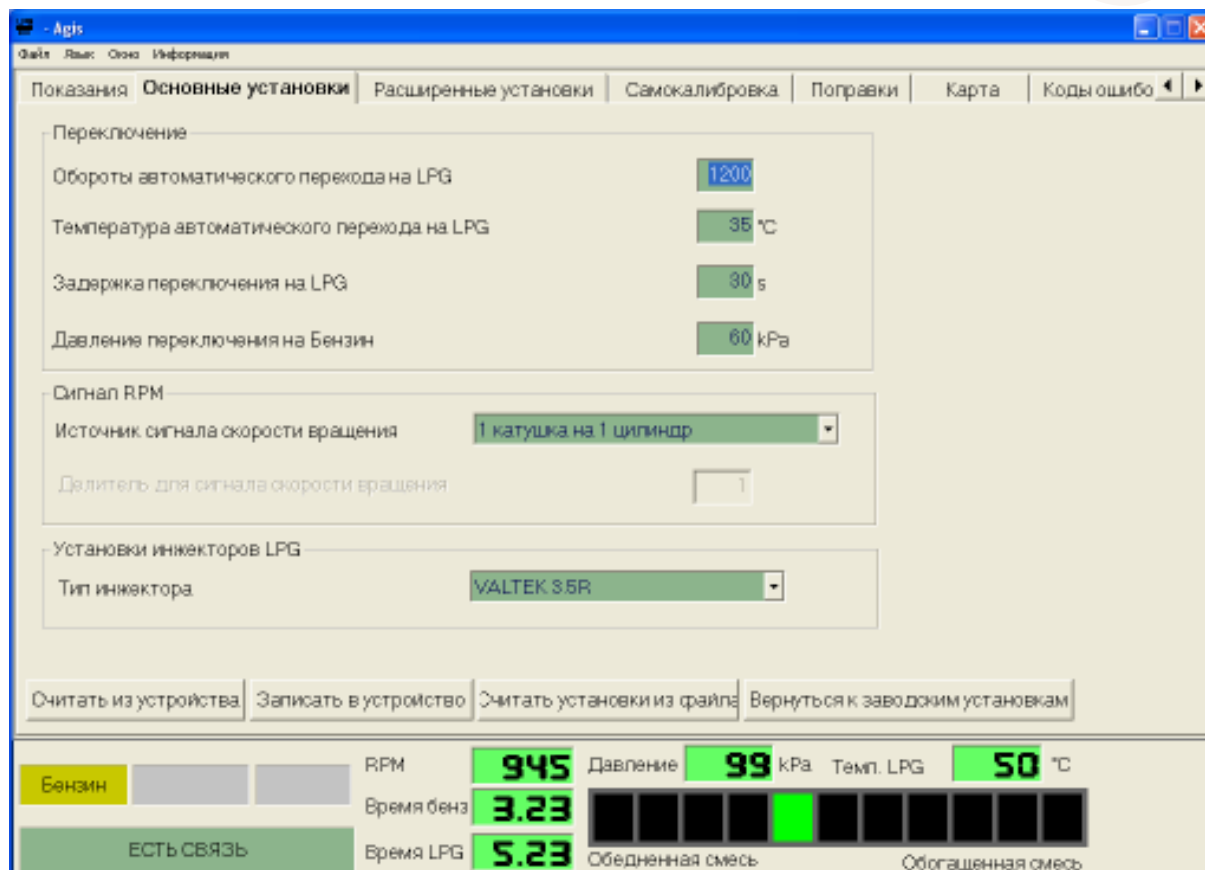 - Agis
Файл Язык Окно Информация
Показания Основные установки Расширенные установки Самокалибровка Поправки Карта Коды ошибо
Переключение
Обороты автоматического перехода на LPG 1200
Температура автоматического перехода на LPG 35 °C
Задержка переключения на LPG 30 s
Давление переключения на Бензин 60 kPa
Сигнал RPM
Источник сигнала скорости вращения 1 катушка на 1 цилиндр
Делитель для сигнала скорости вращения 1
Установки инжекторов LPG
Тип инжектора VALTEK 3.5R
Считать из устройства Записать в устройство Считать установки из файла Вернуться к заводским установкам
Бензин RPM 945 Давление 99 kPa Темп. LPG 50 °C
Время бенз 3.23
ЕСТЬ СВЯЗЬ Время LPG 5.23 Обедненная смесь Обогащенная смесь